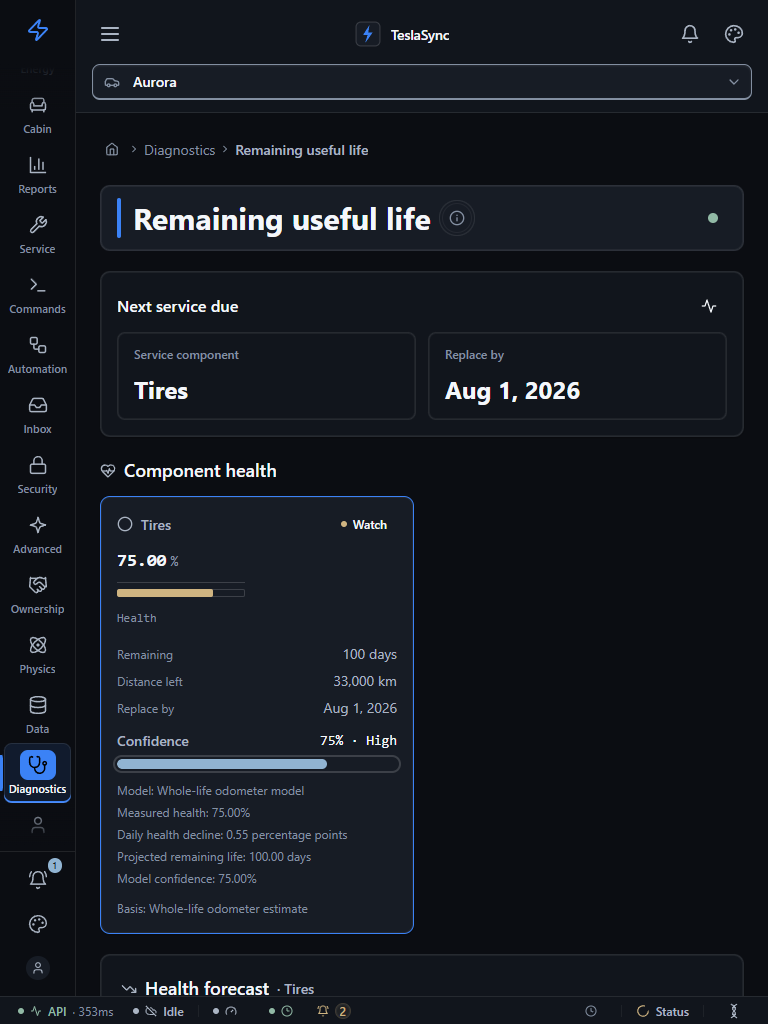 TeslaSync
Aurora
Energy
Cabin
Reports
Service
Commands
Automation
Inbox
Security
Advanced
Ownership
Physics
Data
Diagnostics
1
Diagnostics
Remaining useful life
Remaining useful life
Next service due
Service component
Tires
Replace by
Aug 1, 2026
Component health
Tires
Watch
75.00 %
Health
Remaining 100 days
Distance left 33,000 km
Replace by Aug 1, 2026
Confidence 75% · High
Model: Whole-life odometer model
Measured health: 75.00%
Daily health decline: 0.55 percentage points
Projected remaining life: 100.00 days
Model confidence: 75.00%
Basis: Whole-life odometer estimate
Health forecast · Tires
API · 353ms
Idle
2
Status